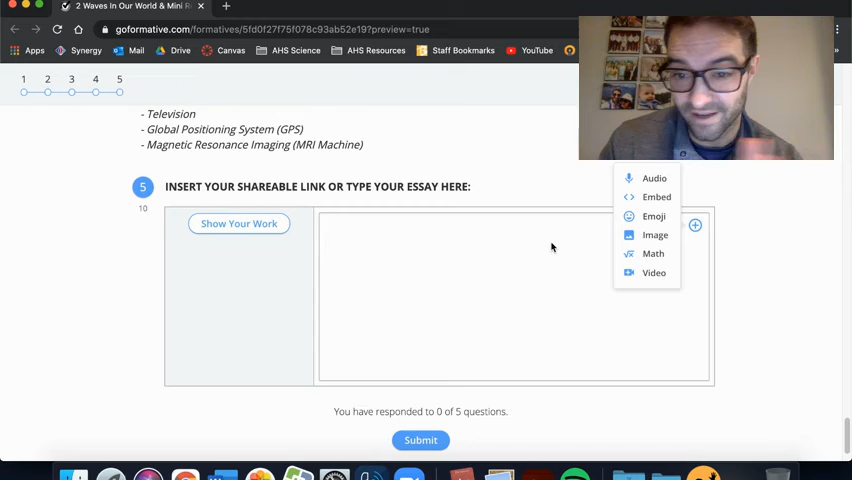 2 Waves In Our World & Mini R
goformative.com/formatives/5fd0f27f75f078c93ab52e19?preview=true
Apps Synergy Mail Drive Canvas AHS Science AHS Resources Staff Bookmarks YouTube
1 2 3 4 5
- Television
- Global Positioning System (GPS)
- Magnetic Resonance Imaging (MRI Machine)
5 INSERT YOUR SHAREABLE LINK OR TYPE YOUR ESSAY HERE:
10
Show Your Work
Audio
Embed
Emoji
Image
Math
Video
You have responded to 0 of 5 questions.
Submit